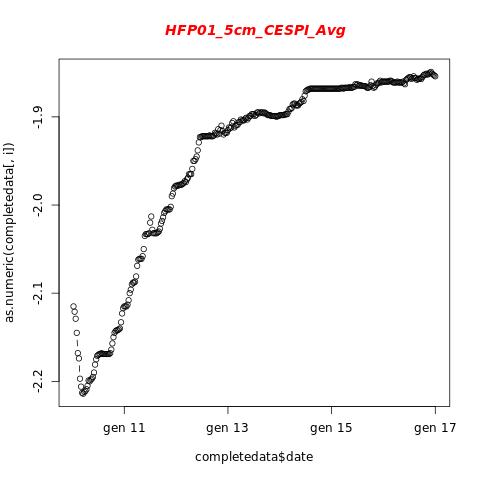 HFP01_5cm_CESPI_Avg
as.numeric(completedata[, i])
-1.9
-2.0
-2.1
-2.2
gen 11
gen 13
gen 15
gen 17
completedata$date